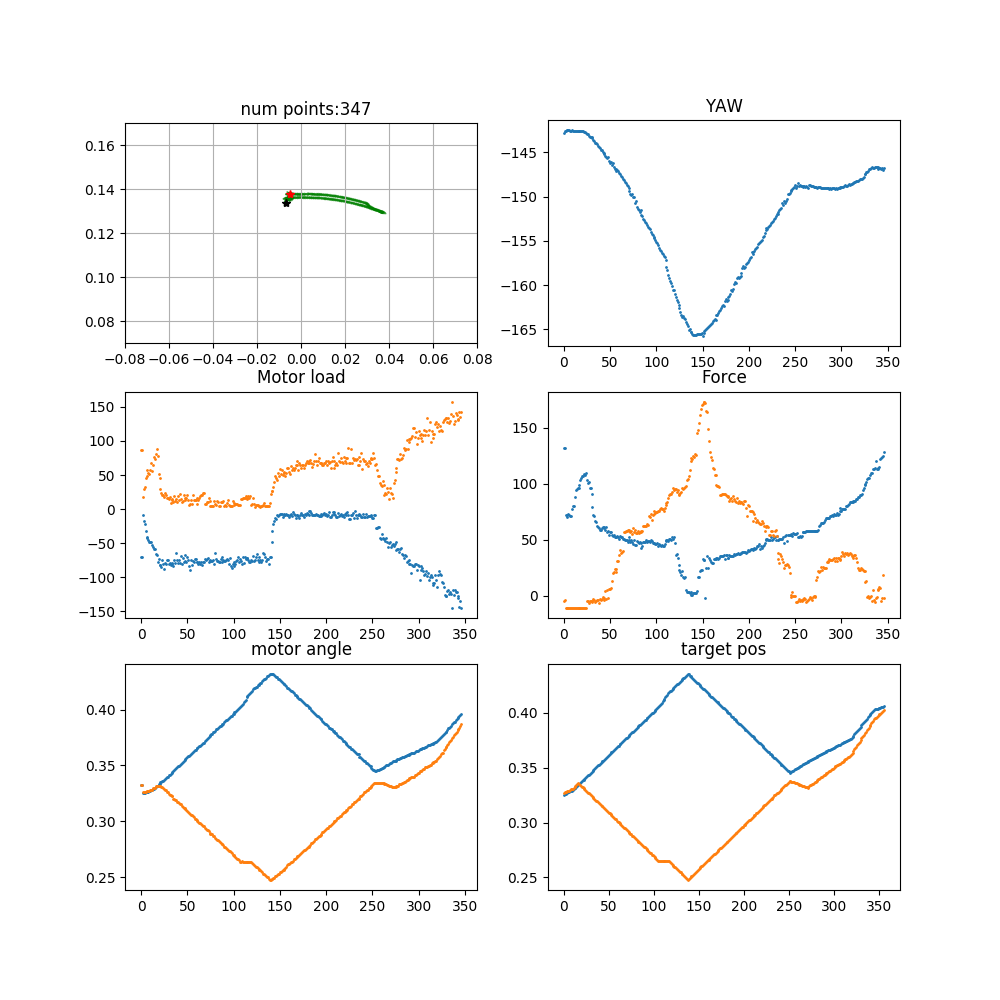 num points:347
YAW
0.16
0.14
0.12
0.10
0.08
−0.08 −0.06 −0.04 −0.02 0.00 0.02 0.04 0.06 0.08
−145
−150
−155
−160
−165
0 50 100 150 200 250 300 350
Motor load
Force
150
100
50
0
−50
−100
−150
0 50 100 150 200 250 300 350
150
100
50
0
0 50 100 150 200 250 300 350
motor angle
target pos
0.40
0.35
0.30
0.25
0 50 100 150 200 250 300 350
0.40
0.35
0.30
0.25
0 50 100 150 200 250 300 350